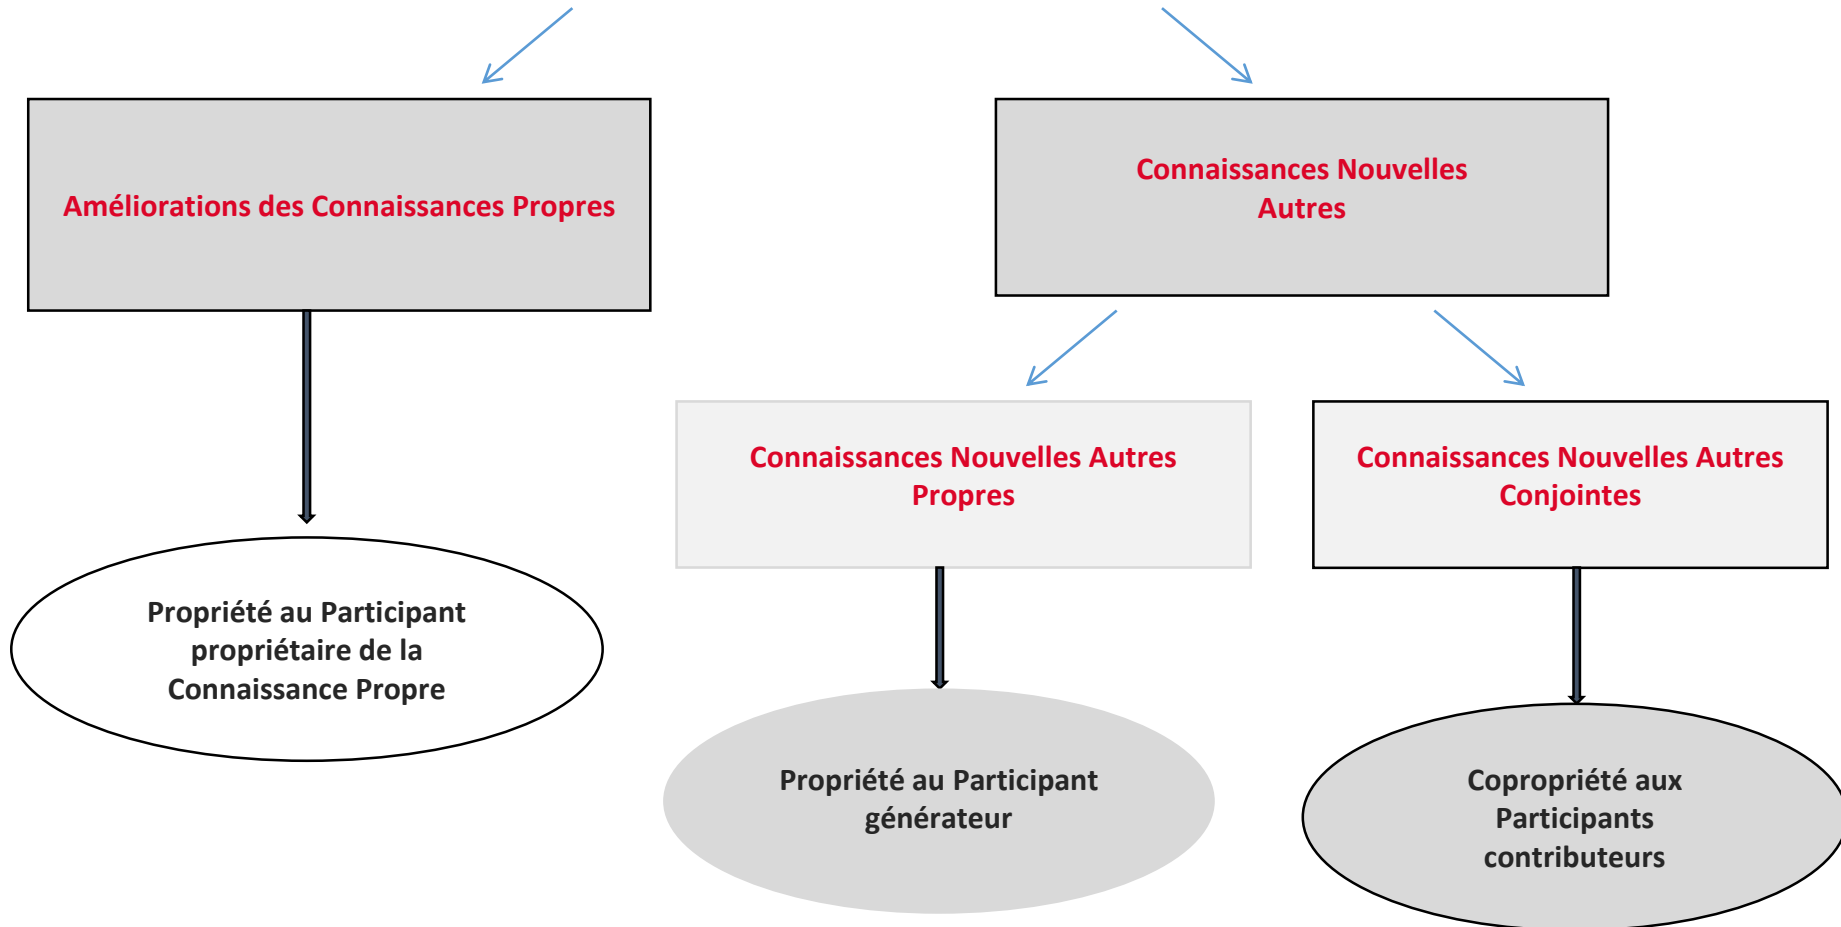 Améliorations des Connaissances Propres
Connaissances Nouvelles
Autres
Connaissances Nouvelles Autres
Propres
Connaissances Nouvelles Autres
Conjointes
Propriété au Participant
propriétaire de la
Connaissance Propre
Propriété au Participant
générateur
Copropriété aux
Participants
contributeurs